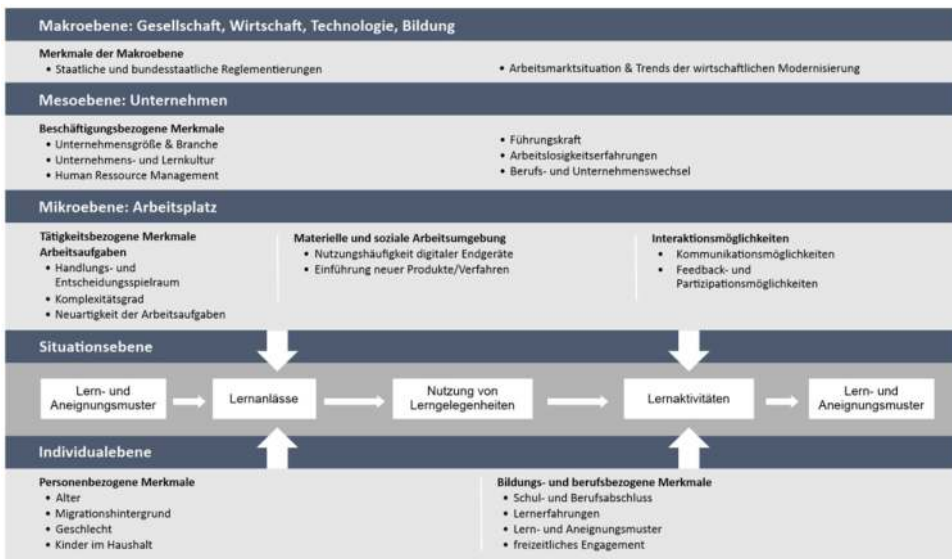 Makroebene: Gesellschaft, Wirtschaft, Technologie, Bildung
Merkmale der Makroebene
• Staatliche und bundesstaatliche Reglementierungen
• Arbeitsmarktsituation & Trends der wirtschaftlichen Modernisierung
Mesoebene: Unternehmen
Beschäftigungsbezogene Merkmale
• Unternehmensgröße & Branche
• Unternehmens- und Lernkultur
• Human Ressource Management
• Führungskraft
• Arbeitslosigkeitserfahrungen
• Berufs- und Unternehmenswechsel
Mikroebene: Arbeitsplatz
Tätigkeitsbezogene Merkmale
Arbeitsaufgaben
• Handlungs- und
Entscheidungsspielraum
• Komplexitätsgrad
• Neuartigkeit der Arbeitsaufgaben
Materielle und soziale Arbeitsumgebung
• Nutzungshäufigkeit digitaler Endgeräte
• Einführung neuer Produkte/Verfahren
Interaktionsmöglichkeiten
• Kommunikationsmöglichkeiten
• Feedback- und
Partizipationsmöglichkeiten
Situationsebene
Lern- und
Aneignungsmuster
Lernanlässe
Nutzung von
Lerngelegenheiten
Lernaktivitäten
Lern- und
Aneignungsmuster
Individualebene
Personenbezogene Merkmale
• Alter
• Migrationshintergrund
• Geschlecht
• Kinder im Haushalt
Bildungs- und berufsbezogene Merkmale
• Schul- und Berufsabschluss
• Lernerfahrungen
• Lern- und Aneignungsmuster
• freizeitliches Engagement